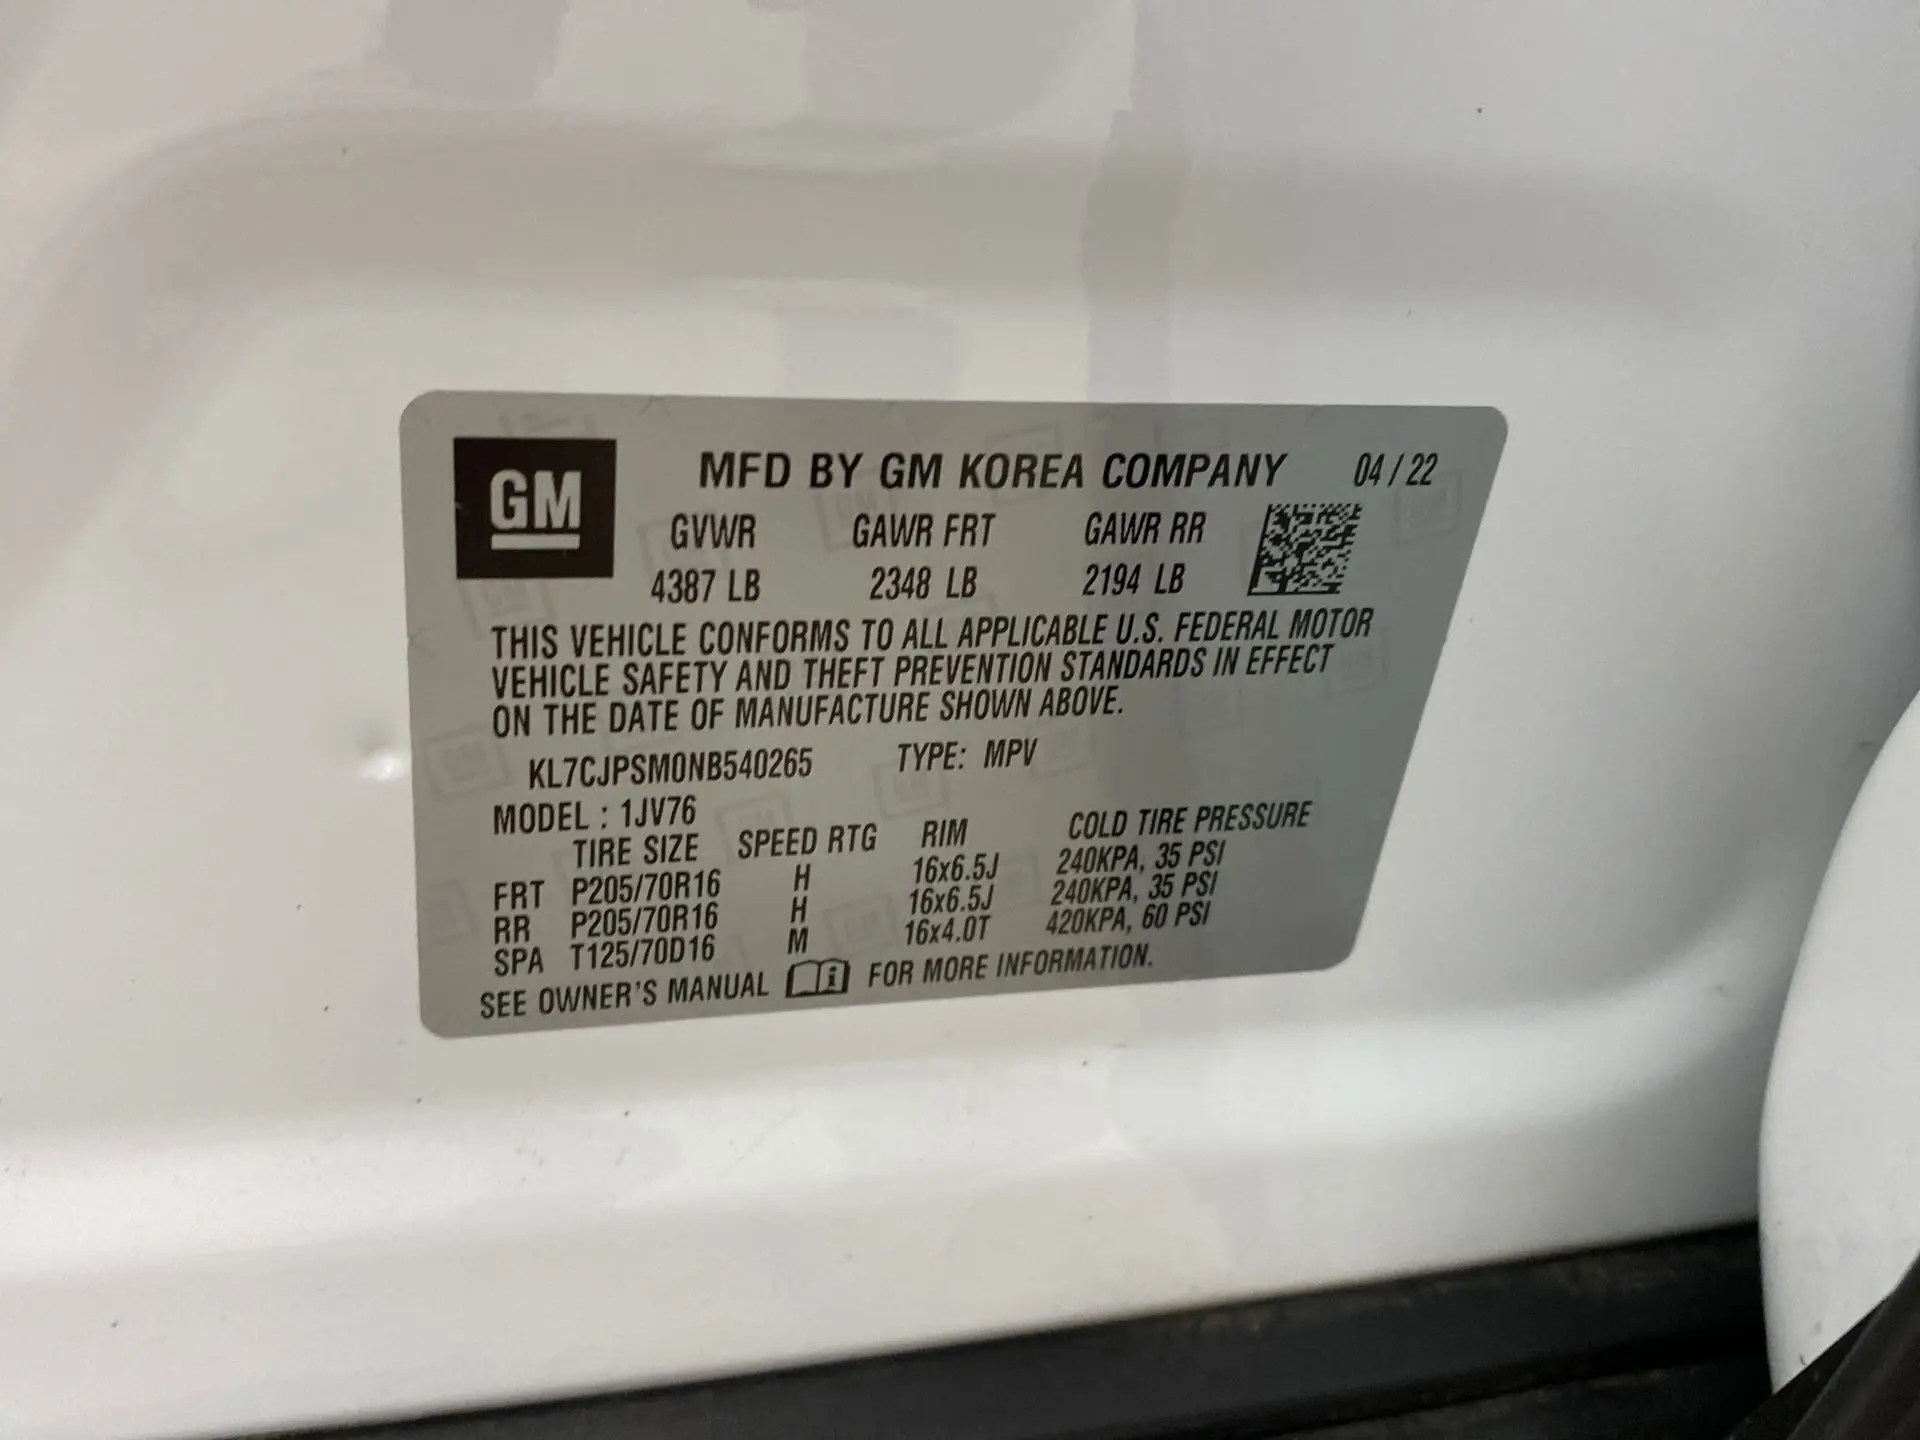 GM
MFD BY GM KOREA COMPANY 04/22
GVWR GAWR FRT GAWR RR
4387 LB 2348 LB 2194 LB
THIS VEHICLE CONFORMS TO ALL APPLICABLE U.S. FEDERAL MOTOR
VEHICLE SAFETY AND THEFT PREVENTION STANDARDS IN EFFECT
ON THE DATE OF MANUFACTURE SHOWN ABOVE.
KL7CJPSM0NB540265 TYPE: MPV
MODEL : 1JV76
TIRE SIZE SPEED RTG RIM COLD TIRE PRESSURE
FRT P205/70R16 H 16x6.5J 240KPA, 35 PSI
RR P205/70R16 H 16x6.5J 240KPA, 35 PSI
SPA T125/70D16 M 16x4.0T 420KPA, 60 PSI
SEE OWNER'S MANUAL i FOR MORE INFORMATION.